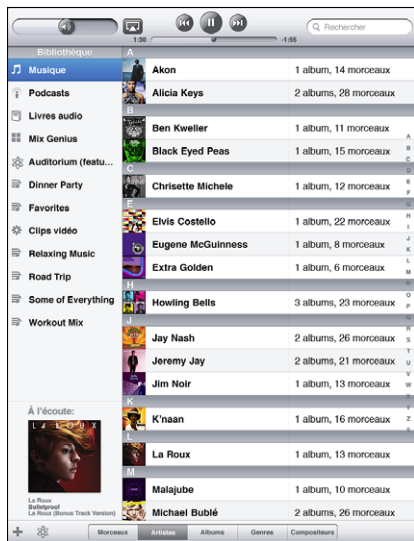 Rechercher
1:30
-1:55
Bibliothèque
Musique
Podcasts
Livres audio
Mix Genius
Auditorium (featu...
Dinner Party
Favorites
Clips vidéo
Relaxing Music
Road Trip
Some of Everything
Workout Mix
À l'écoute:
LA ROUX
La Roux
Bulletproof
La Roux (Bonus Track Version)
A
Akon 1 album, 14 morceaux
Alicia Keys 2 albums, 28 morceaux
B
Ben Kweller 1 album, 11 morceaux
Black Eyed Peas 1 album, 15 morceaux
C
Chrisette Michele 1 album, 12 morceaux
E
Elvis Costello 1 album, 22 morceaux
Eugene McGuinness 1 album, 8 morceaux
Extra Golden 1 album, 6 morceaux
H
Howling Bells 3 albums, 23 morceaux
J
Jay Nash 2 albums, 26 morceaux
Jeremy Jay 2 albums, 21 morceaux
Jim Noir 1 album, 13 morceaux
K
K'naan 1 album, 16 morceaux
L
La Roux 1 album, 13 morceaux
M
Malajube 1 album, 10 morceaux
Michael Bublé 2 albums, 26 morceaux
A
B
C
D
E
F
G
H
I
J
K
L
M
N
O
P
Q
R
S
T
U
V
W
X
Y
Z
#
Morceaux Artistes Albums Genres Compositeurs